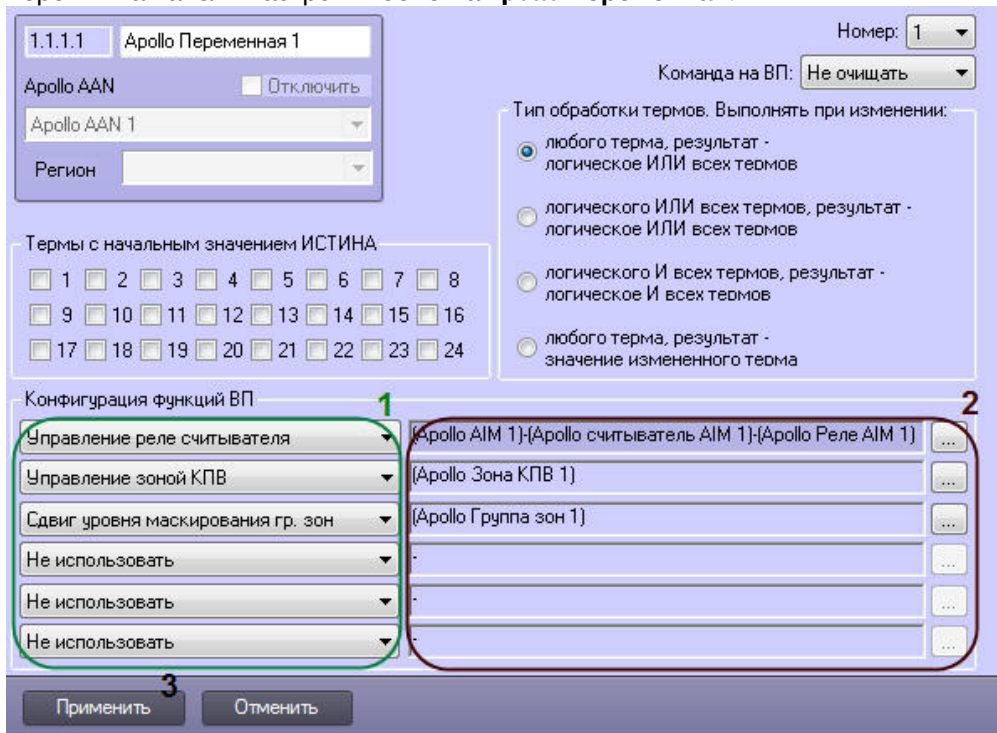 1.1.1.1 Apollo Переменная 1
Номер: 1
Команда на ВП: Не очищать
Apollo AAN Отключить
Apollo AAN 1
Регион
Тип обработки термов. Выполнять при изменении:
любого терма, результат -
логическое ИЛИ всех термов
логического ИЛИ всех термов, результат -
логическое ИЛИ всех термов
логического И всех термов, результат -
логическое И всех термов
любого терма, результат -
значение измененного терма
Термы с начальным значением ИСТИНА
1 2 3 4 5 6 7 8
9 10 11 12 13 14 15 16
17 18 19 20 21 22 23 24
Конфигурация функций ВП
1
2
Управление реле считывателя (Apollo AIM 1)-(Apollo считыватель AIM 1)-(Apollo Реле AIM 1) ...
Управление зоной КПВ (Apollo Зона КПВ 1) ...
Сдвиг уровня маскирования гр. зон (Apollo Группа зон 1) ...
Не использовать - ...
Не использовать - ...
Не использовать - ...
3
Применить Отменить